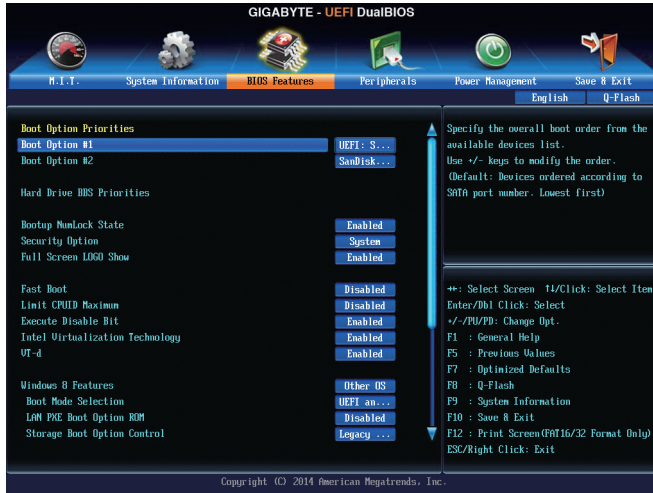 GIGABYTE - UEFI DualBIOS
M.I.T. System Information BIOS Features Peripherals Power Management Save & Exit
English Q-Flash
Boot Option Priorities
Boot Option #1 UEFI: S...
Boot Option #2 SanDisk...
Hard Drive BBS Priorities
Bootup NumLock State Enabled
Security Option System
Full Screen LOGO Show Enabled
Fast Boot Disabled
Limit CPUID Maximum Disabled
Execute Disable Bit Enabled
Intel Virtualization Technology Enabled
VT-d Enabled
Windows 8 Features Other OS
Boot Mode Selection UEFI an...
LAN PXE Boot Option ROM Disabled
Storage Boot Option Control Legacy ...
Specify the overall boot order from the
available devices list.
Use +/- keys to modify the order.
(Default: Devices ordered according to
SATA port number. Lowest first)
↔: Select Screen ↑↓/Click: Select Item
Enter/Dbl Click: Select
+/-/PU/PD: Change Opt.
F1 : General Help
F5 : Previous Values
F7 : Optimized Defaults
F8 : Q-Flash
F9 : System Information
F10 : Save & Exit
F12 : Print Screen(FAT16/32 Format Only)
ESC/Right Click: Exit
Copyright (C) 2014 American Megatrends, Inc.